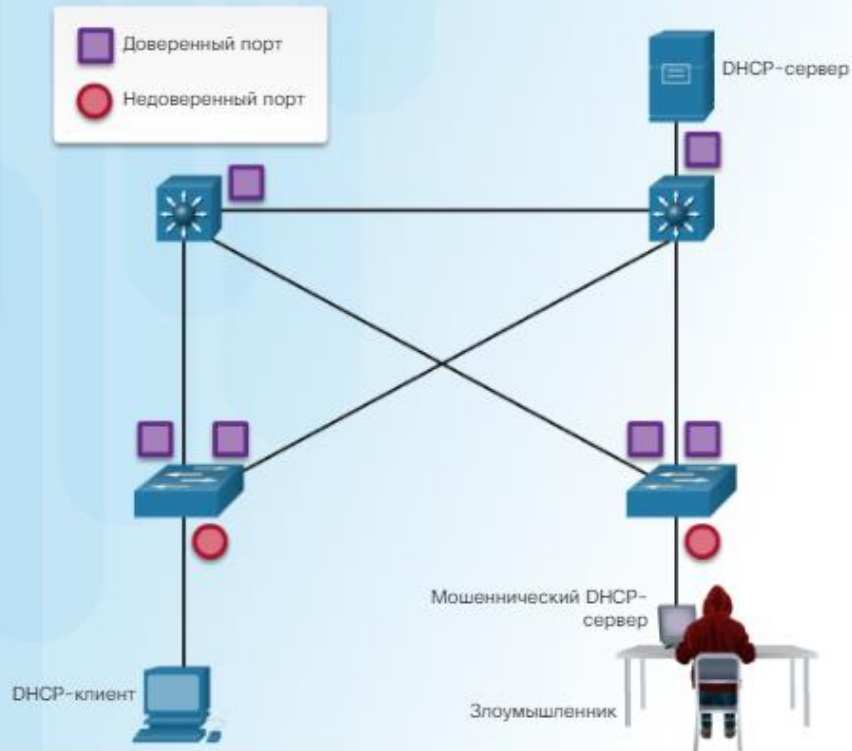 Доверенный порт
Недоверенный порт
DHCP-сервер
Мошеннический DHCP-
сервер
DHCP-клиент
Злоумышленник